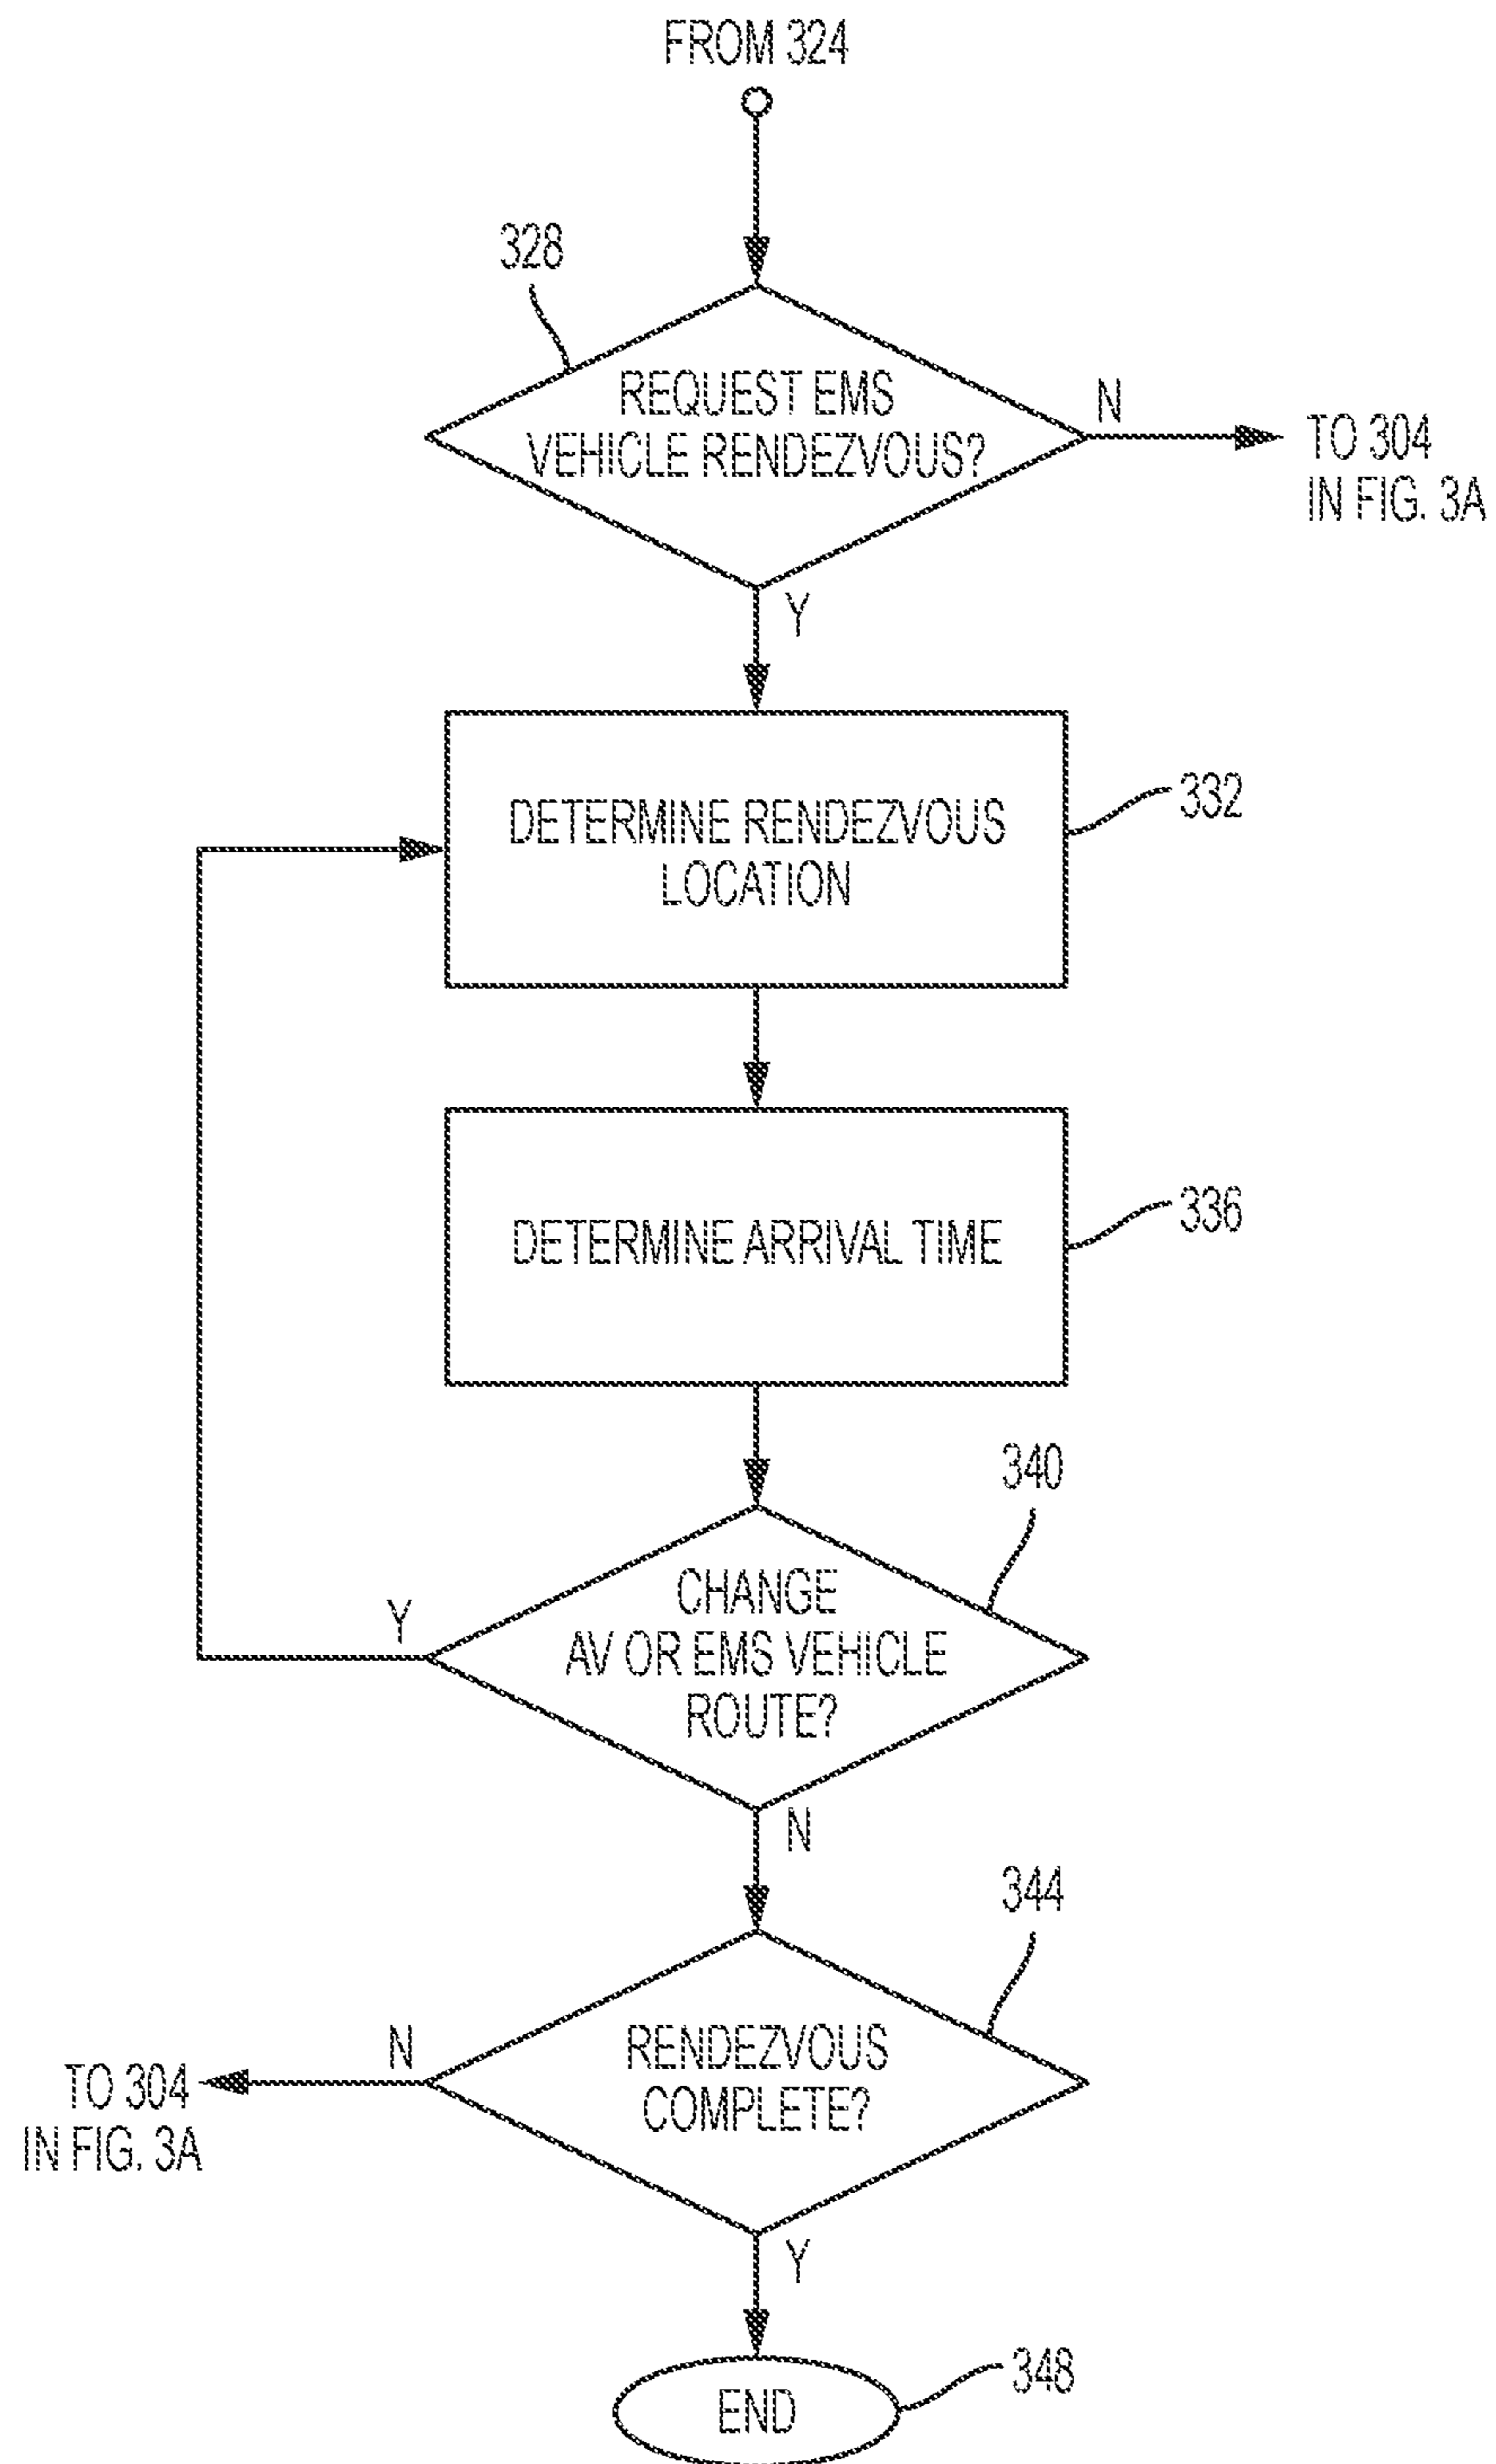 FROM 324
328
REQUEST EMS
VEHICLE RENDEZVOUS?
N
TO 304
IN FIG. 3A
Y
DETERMINE RENDEZVOUS
LOCATION
332
DETERMINE ARRIVAL TIME
336
340
CHANGE
AV OR EMS VEHICLE
ROUTE?
Y
N
344
RENDEZVOUS
COMPLETE?
N
TO 304
IN FIG. 3A
Y
END
348